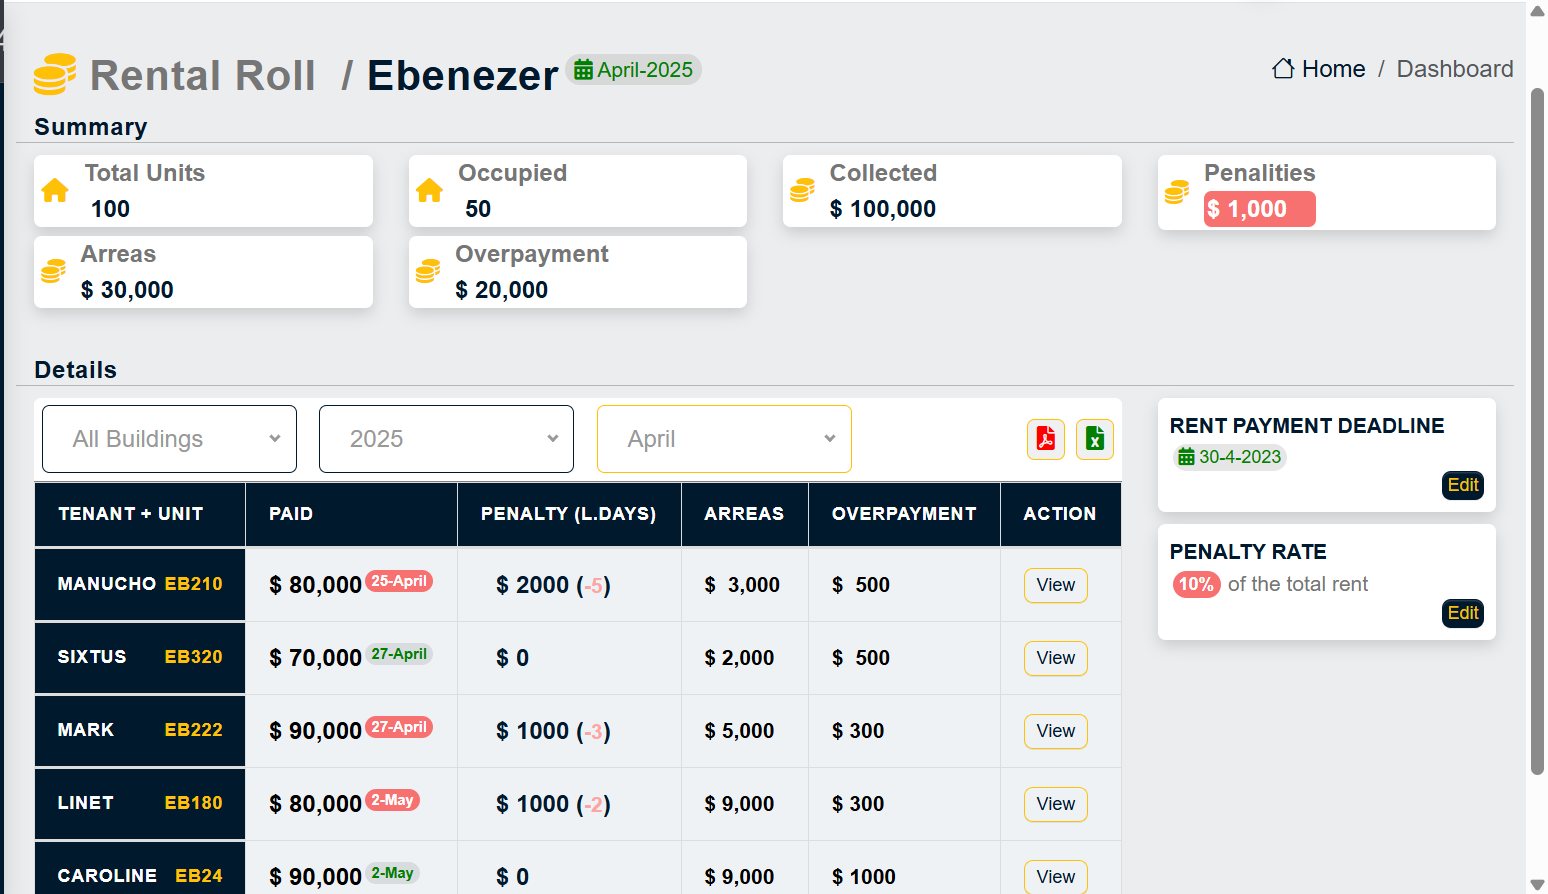 Rental Roll / Ebenezer April-2025
Home / Dashboard
Summary
Total Units
100
Occupied
50
Collected
$ 100,000
Penalities
$ 1,000
Arreas
$ 30,000
Overpayment
$ 20,000
Details
All Buildings
2025
April
TENANT + UNIT PAID PENALTY (L.DAYS) ARREAS OVERPAYMENT ACTION
MANUCHO EB210 $ 80,000 25-April $ 2000 (-5) $ 3,000 $ 500 View
SIXTUS EB320 $ 70,000 27-April $ 0 $ 2,000 $ 500 View
MARK EB222 $ 90,000 27-April $ 1000 (-3) $ 5,000 $ 300 View
LINET EB180 $ 80,000 2-May $ 1000 (-2) $ 9,000 $ 300 View
CAROLINE EB24 $ 90,000 2-May $ 0 $ 9,000 $ 1000 View
RENT PAYMENT DEADLINE
30-4-2023
Edit
PENALTY RATE
10% of the total rent
Edit